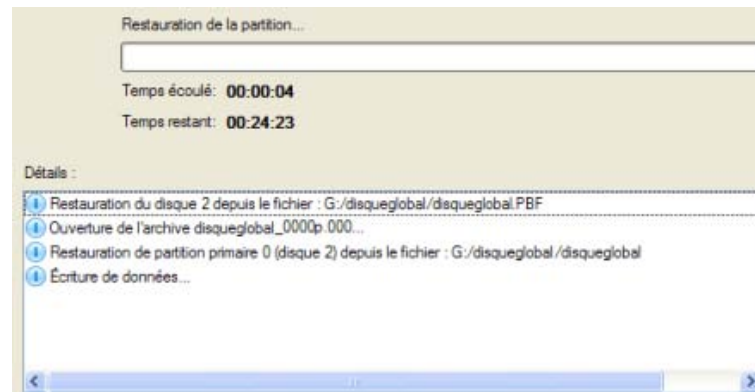 Restauration de la partition...
Temps écoulé: 00:00:04
Temps restant: 00:24:23
Détails :
Restauration du disque 2 depuis le fichier : G:/disqueglobal/disqueglobal.PBF
Ouverture de l'archive disqueglobal_0000p.000...
Restauration de partition primaire 0 (disque 2) depuis le fichier : G:/disqueglobal/disqueglobal
Écriture de données...